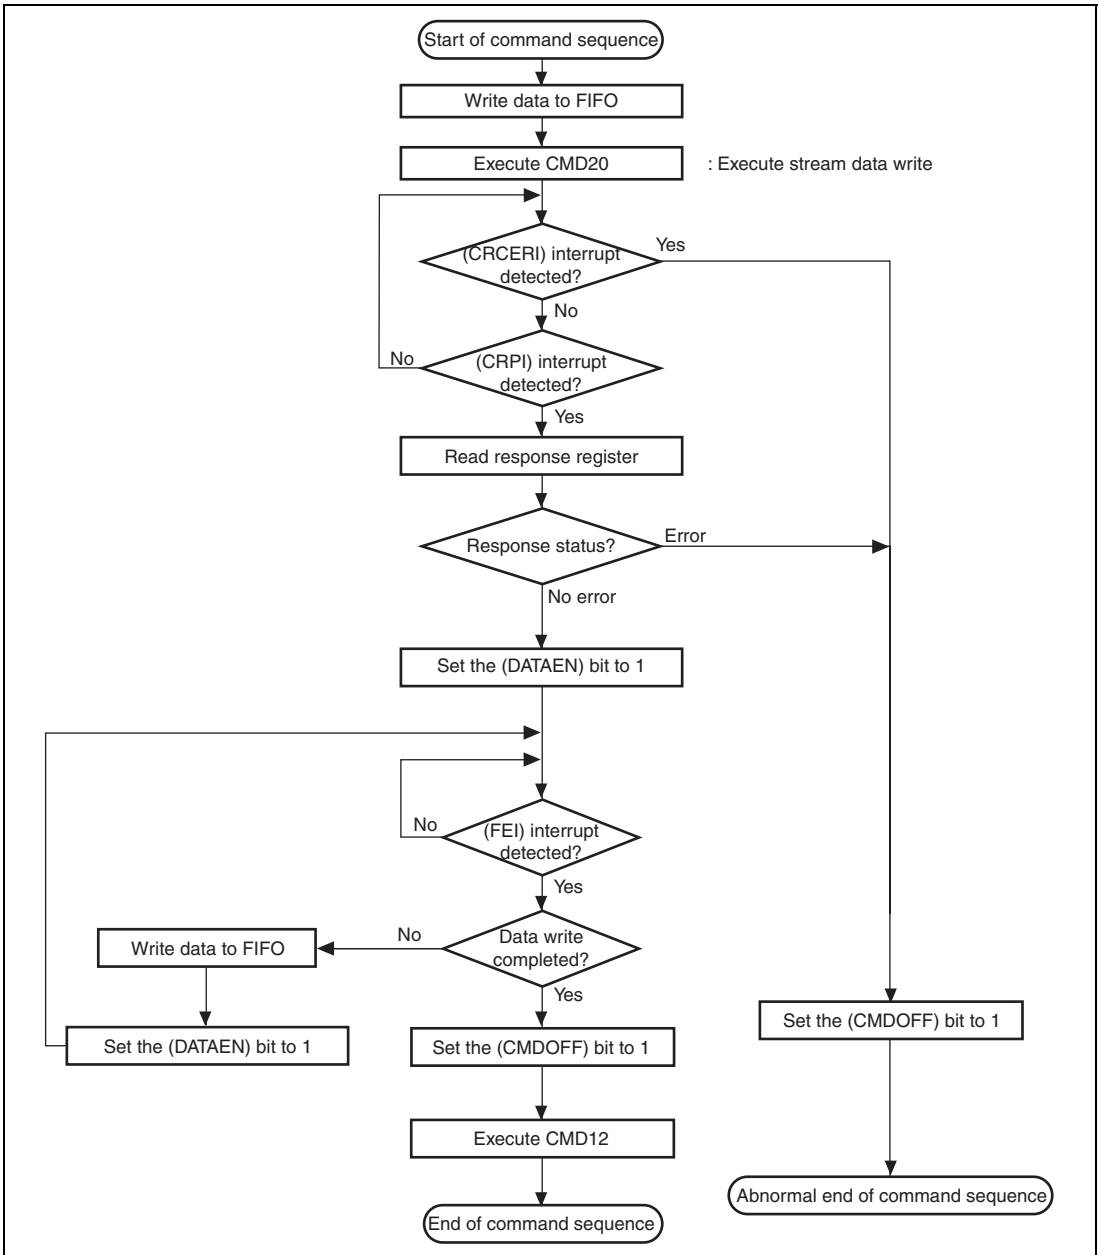 Start of command sequence
Write data to FIFO
Execute CMD20
: Execute stream data write
(CRCERI) interrupt
detected?
Yes
No
(CRPI) interrupt
detected?
No
Yes
Read response register
Response status?
Error
No error
Set the (DATAEN) bit to 1
(FEI) interrupt
detected?
No
Yes
Data write
completed?
No
Write data to FIFO
Yes
Set the (DATAEN) bit to 1
Set the (CMDOFF) bit to 1
Set the (CMDOFF) bit to 1
Execute CMD12
Abnormal end of command sequence
End of command sequence